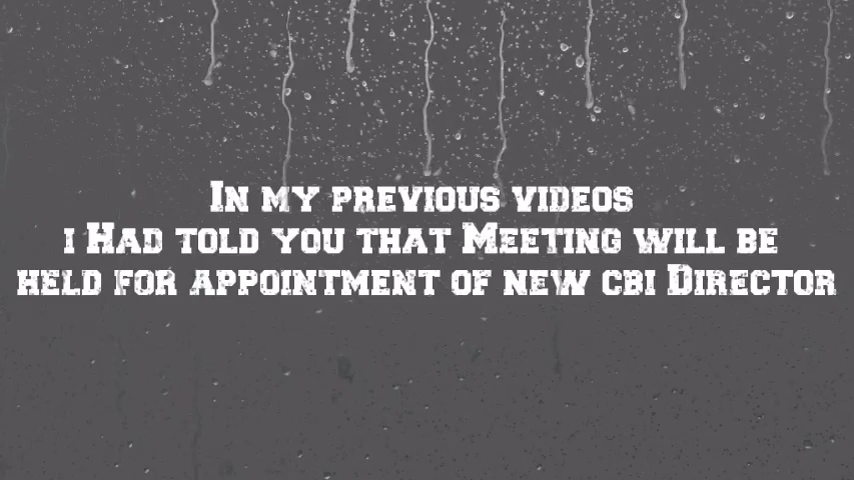 In my previous videos
i Had told you that Meeting will be
held for appointment of new cbi Director